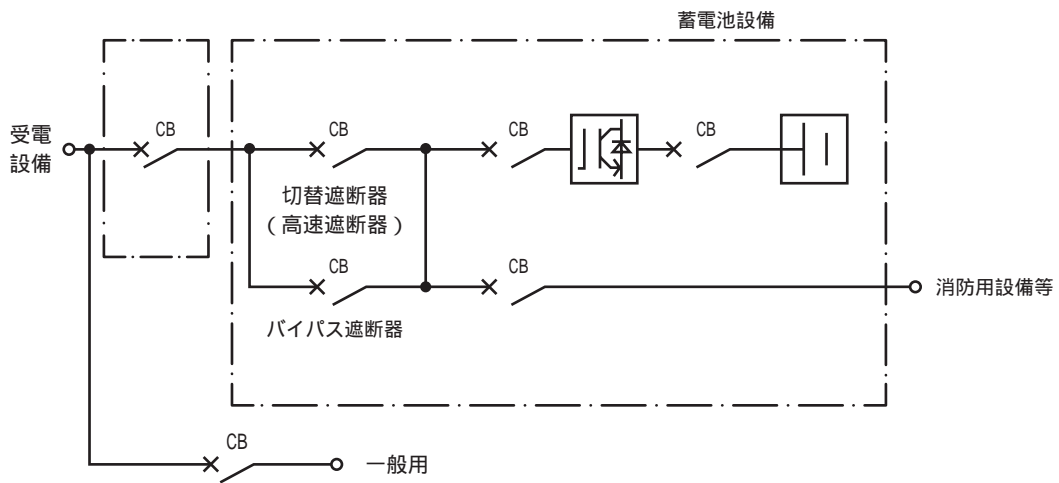 蓄電池設備
受電
設備
CB
CB
CB
CB
切替遮断器
(高速遮断器)
CB
CB
消防用設備等
バイパス遮断器
CB
一般用